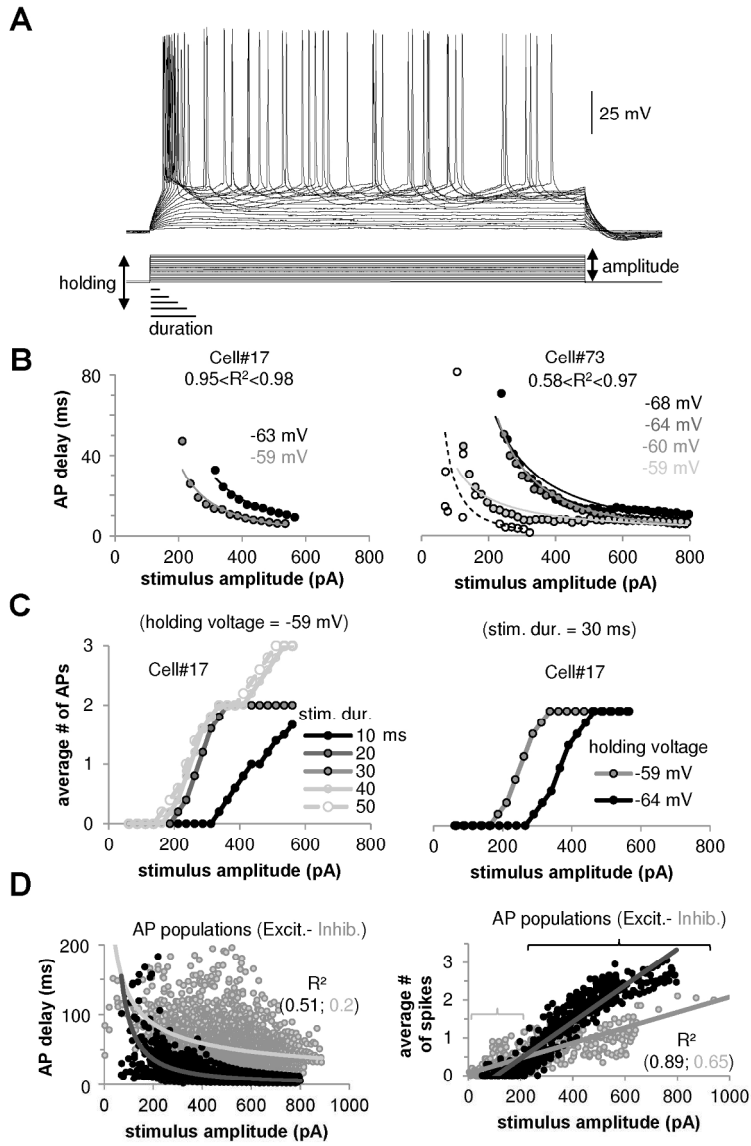 A
25 mV
holding
amplitude
duration
B
Cell#17
0.95<R²<0.98
-63 mV
-59 mV
AP delay (ms)
80
40
0
0 200 400 600 800
stimulus amplitude (pA)
Cell#73
0.58<R²<0.97
-68 mV
-64 mV
-60 mV
-59 mV
0 200 400 600 800
stimulus amplitude (pA)
C
(holding voltage = -59 mV)
Cell#17
average # of APs
3
2
1
0
stim. dur.
10 ms
20
30
40
50
0 200 400 600 800
stimulus amplitude (pA)
(stim. dur. = 30 ms)
Cell#17
holding voltage
-59 mV
-64 mV
0 200 400 600 800
stimulus amplitude (pA)
D
AP populations (Excit.- Inhib.)
AP delay (ms)
200
150
100
50
0
R²
(0.51; 0.2)
0 200 400 600 800 1000
stimulus amplitude (pA)
AP populations (Excit.- Inhib.)
average #
of spikes
3
2
1
0
R²
(0.89; 0.65)
0 200 400 600 800 1000
stimulus amplitude (pA)